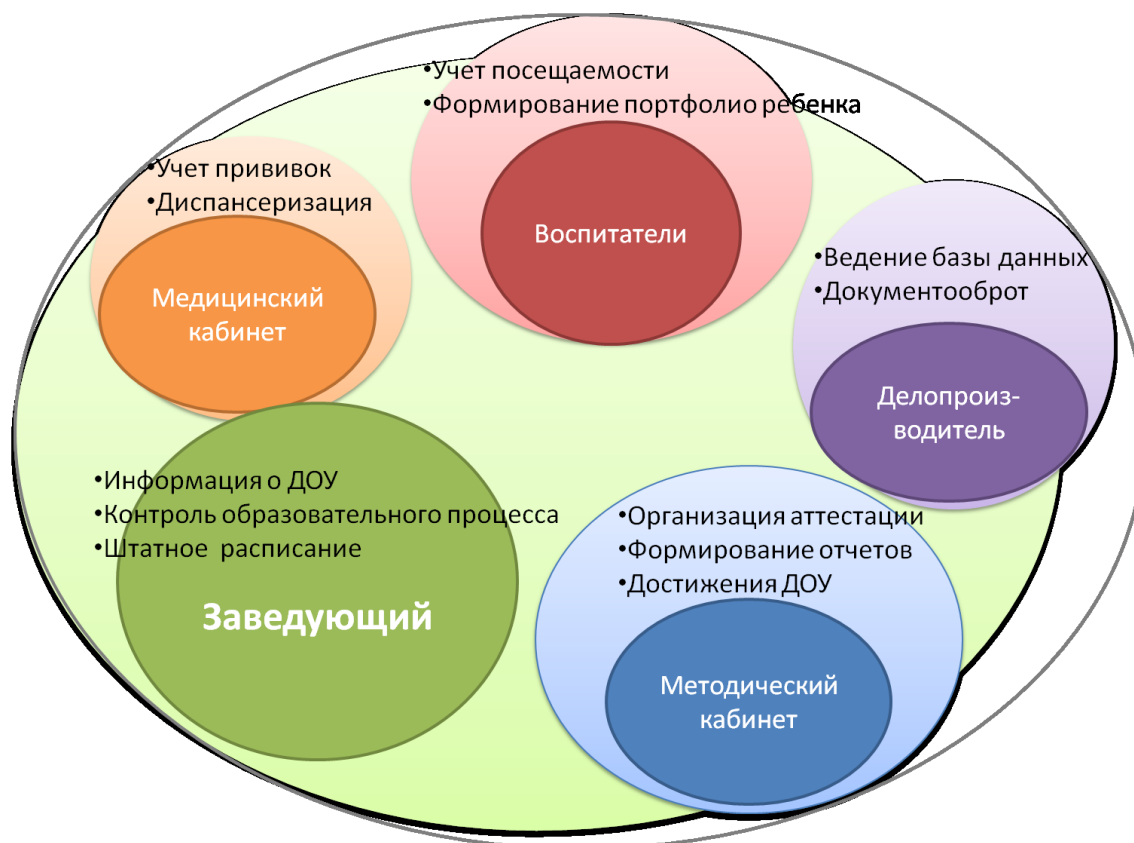 •Учет посещаемости
•Формирование портфолио ребенка
Воспитатели
•Учет прививок
•Диспансеризация
Медицинский
кабинет
•Ведение базы данных
•Документооброт
Делопроиз-
водитель
•Информация о ДОУ
•Контроль образовательного процесса
•Штатное расписание
Заведующий
•Организация аттестации
•Формирование отчетов
•Достижения ДОУ
Методический
кабинет